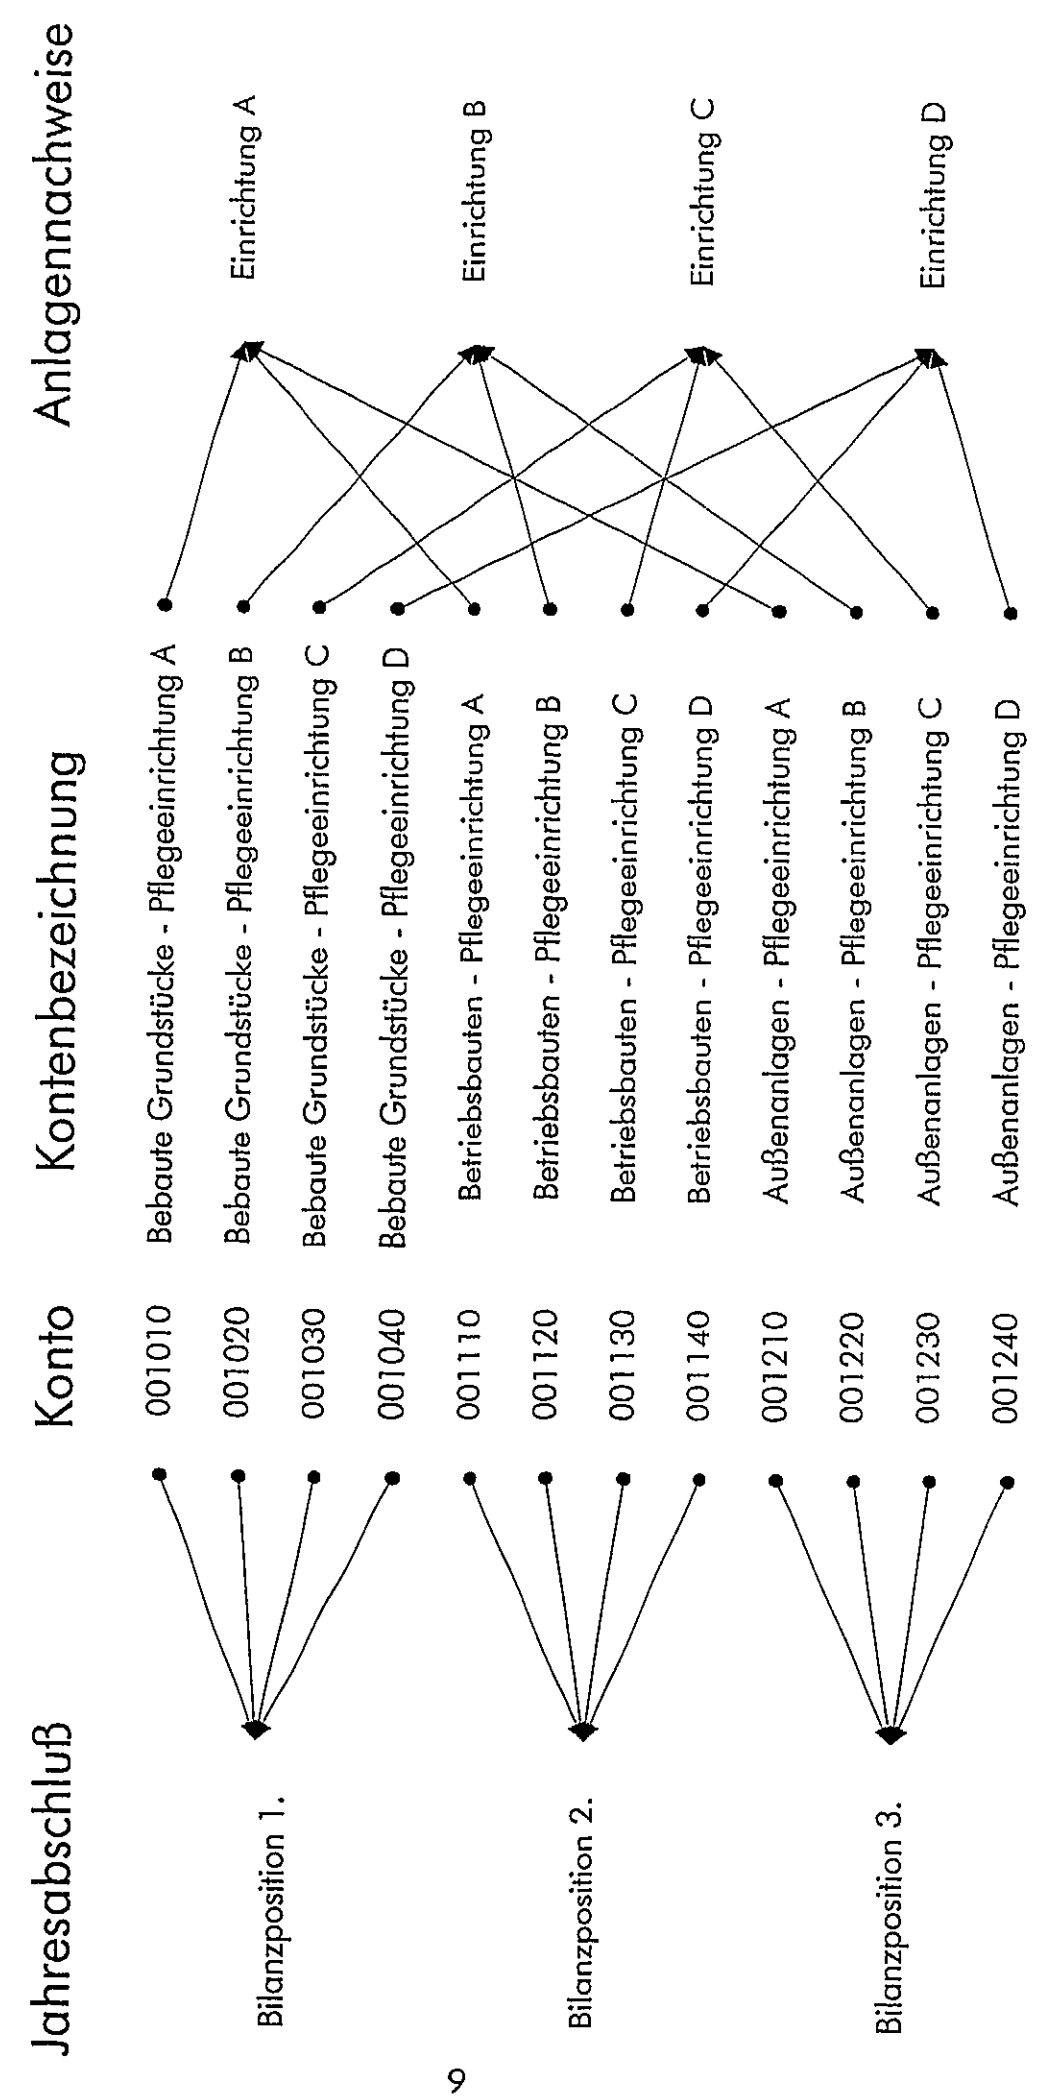 Jahresabschluß Konto Kontenbezeichnung Anlagennachweise
001010 Bebaute Grundstücke - Pflegeeinrichtung A
Bilanzposition 1. Einrichtung A
001020 Bebaute Grundstücke - Pflegeeinrichtung B
001030 Bebaute Grundstücke - Pflegeeinrichtung C
001040 Bebaute Grundstücke - Pflegeeinrichtung D
001110 Betriebsbauten - Pflegeeinrichtung A
Einrichtung B
001120 Betriebsbauten - Pflegeeinrichtung B
Bilanzposition 2.
001130 Betriebsbauten - Pflegeeinrichtung C
001140 Betriebsbauten - Pflegeeinrichtung D
Einrichtung C
001210 Außenanlagen - Pflegeeinrichtung A
001220 Außenanlagen - Pflegeeinrichtung B
Bilanzposition 3.
001230 Außenanlagen - Pflegeeinrichtung C
Einrichtung D
001240 Außenanlagen - Pflegeeinrichtung D
9